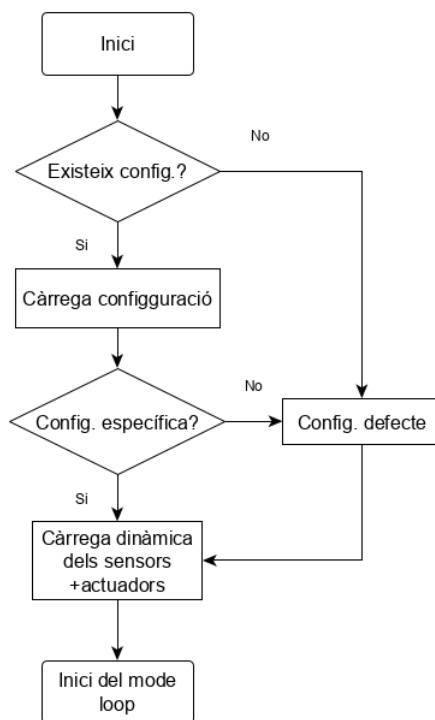 Inici
No
Existeix config.?
Si
Càrrega configguració
No
Config. específica?
Config. defecte
Si
Càrrega dinàmica
dels sensors
+actuadors
Inici del mode
loop